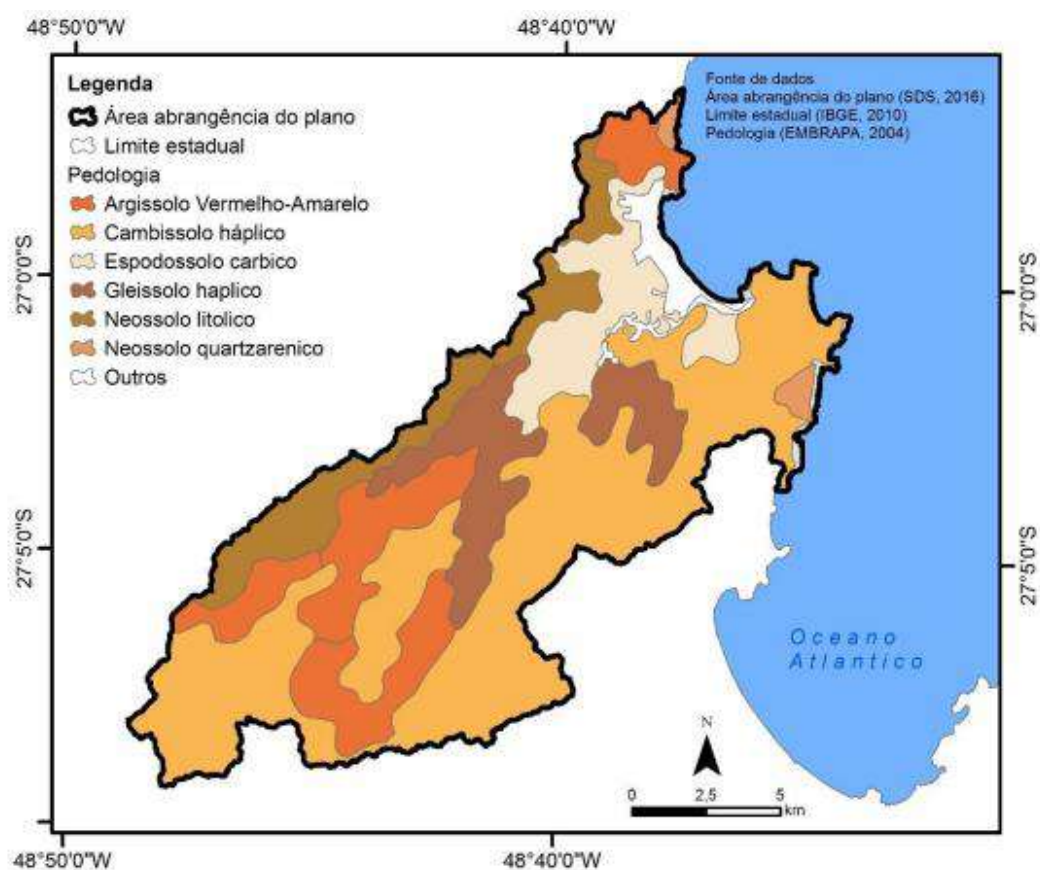 48°50'0"W
48°40'0"W
Legenda
Área abrangência do plano
Limite estadual
Pedologia
Argissolo Vermelho-Amarelo
Cambissolo háplico
Espodossolo carbico
Gleissolo haplico
Neossolo litolico
Neossolo quartzarenico
Outros
Fonte de dados
Área abrangência do plano (SDS, 2016)
Limite estadual (IBGE, 2010)
Pedologia (EMBRAPA, 2004)
27°0'0"S
27°0'0"S
27°5'0"S
27°5'0"S
Oceano
Atlantico
N
0 2,5 5
km
48°50'0"W
48°40'0"W